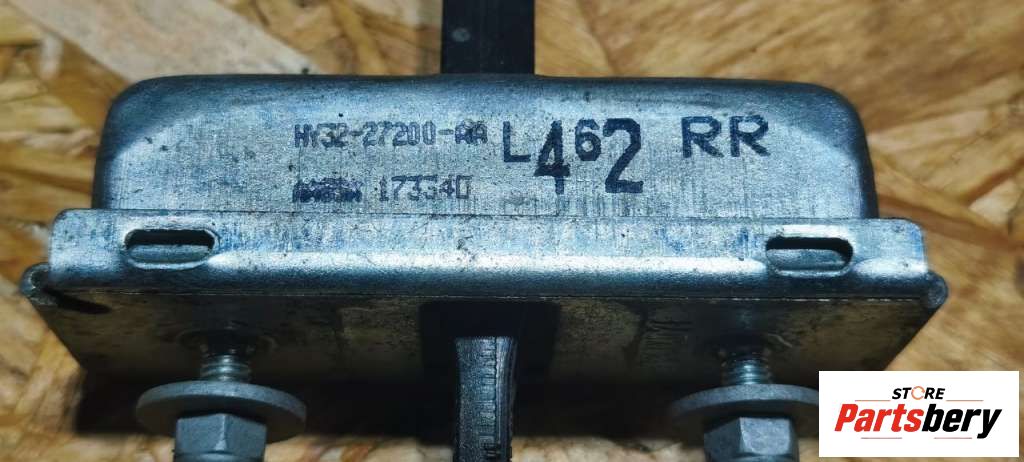 HY32-27200-AA L462 RR
173340
STORE
Partsbery